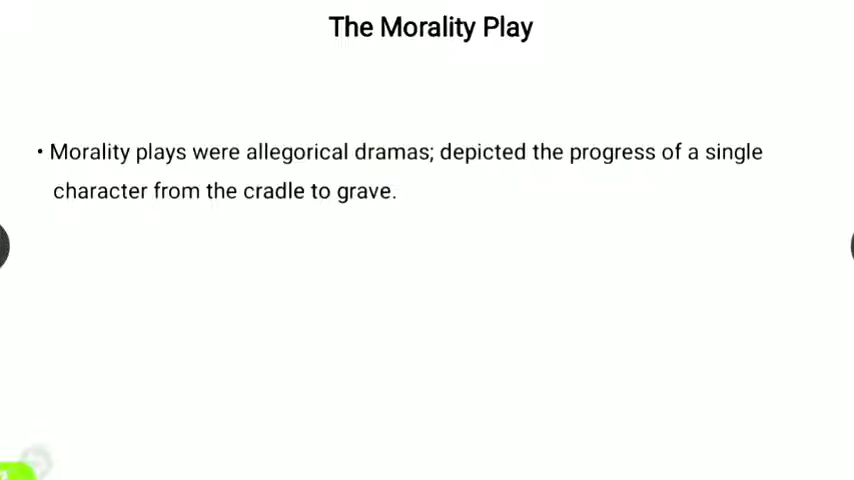 The Morality Play
• Morality plays were allegorical dramas; depicted the progress of a single
character from the cradle to grave.